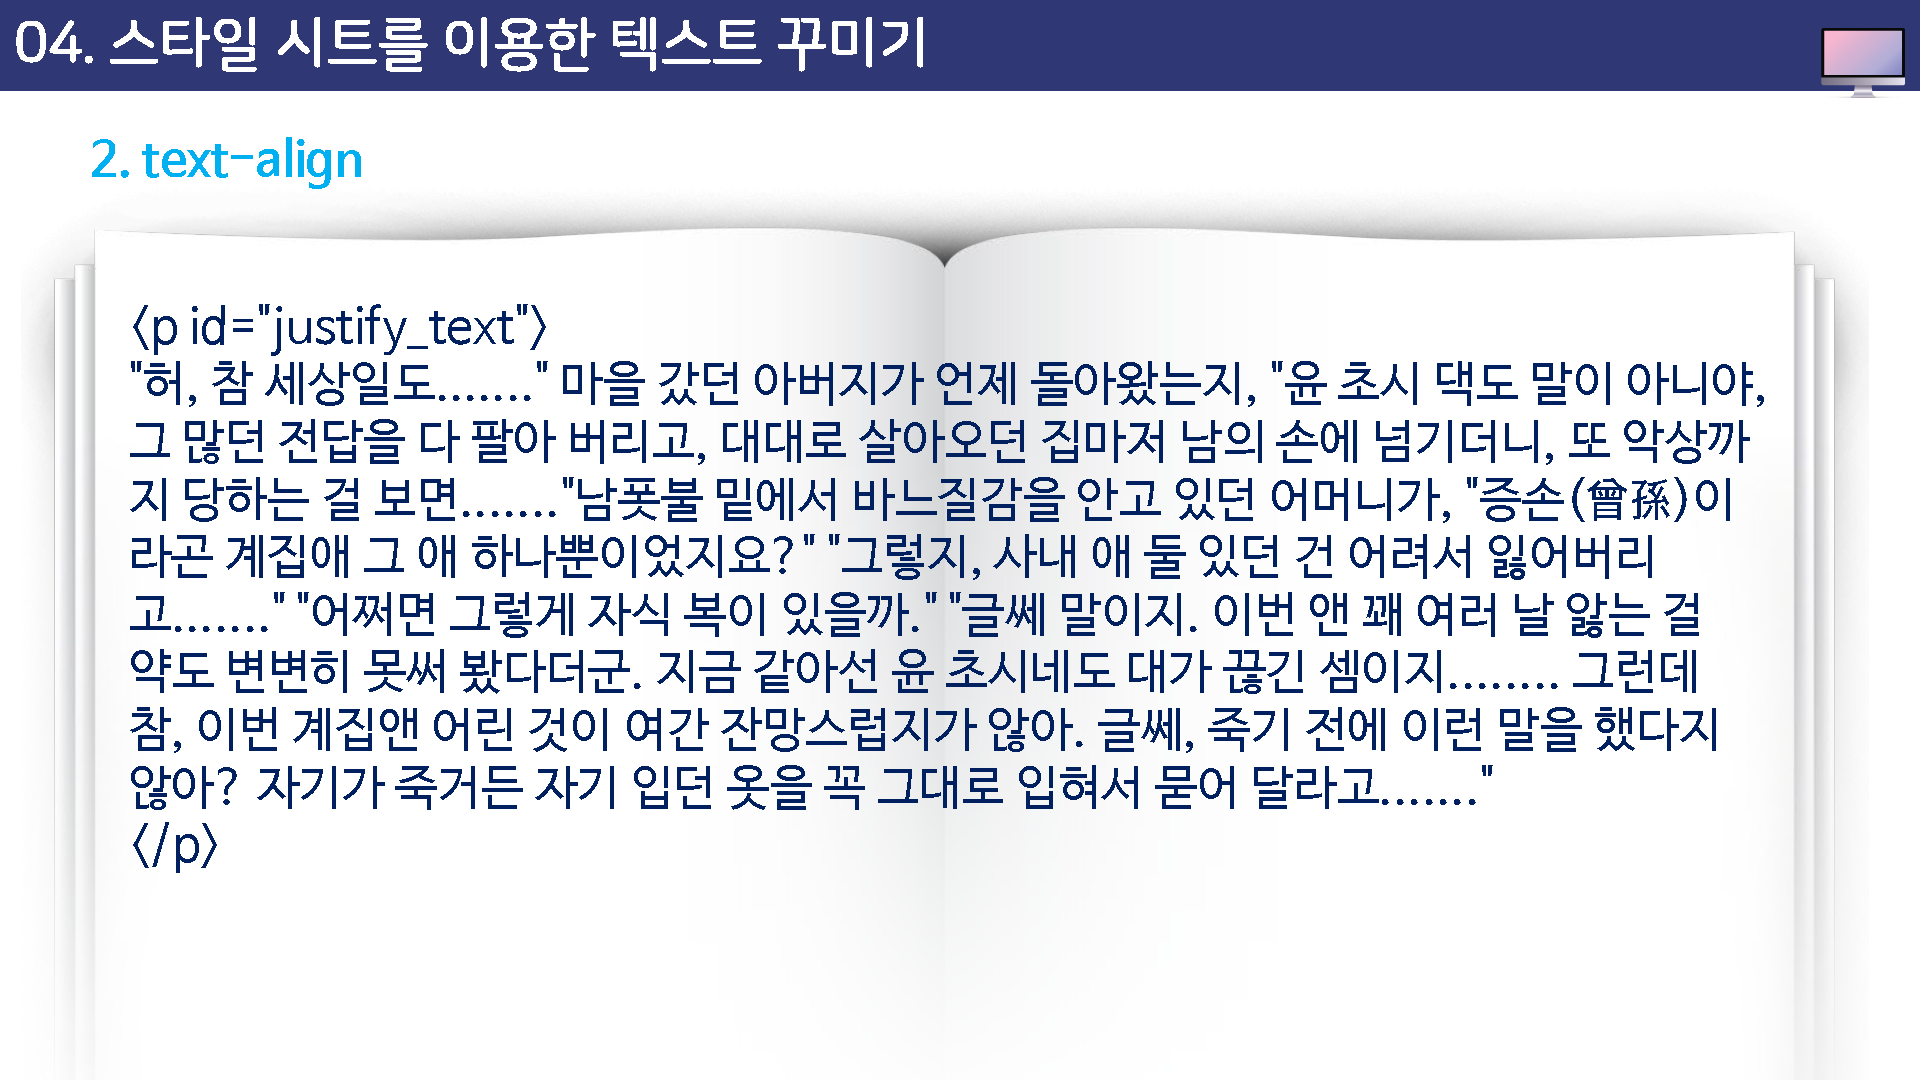 04. 스타일 시트를 이용한 텍스트 꾸미기
2. text-align
<p id="justify_text">
"허, 참 세상일도......." 마을 갔던 아버지가 언제 돌아왔는지, "윤 초시 댁도 말이 아니야,
그 많던 전답을 다 팔아 버리고, 대대로 살아오던 집마저 남의 손에 넘기더니, 또 악상까
지 당하는 걸 보면......."남폿불 밑에서 바느질감을 안고 있던 어머니가, "증손(曾孫)이
라곤 계집애 그 애 하나뿐이었지요?" "그렇지, 사내 애 둘 있던 건 어려서 잃어버리
고......." "어쩌면 그렇게 자식 복이 있을까." "글쎄 말이지. 이번 앤 꽤 여러 날 앓는 걸
약도 변변히 못써 봤다더군. 지금 같아선 윤 초시네도 대가 끊긴 셈이지........ 그런데
참, 이번 계집앤 어린 것이 여간 잔망스럽지가 않아. 글쎄, 죽기 전에 이런 말을 했다지
않아? 자기가 죽거든 자기 입던 옷을 꼭 그대로 입혀서 묻어 달라고......."
</p>